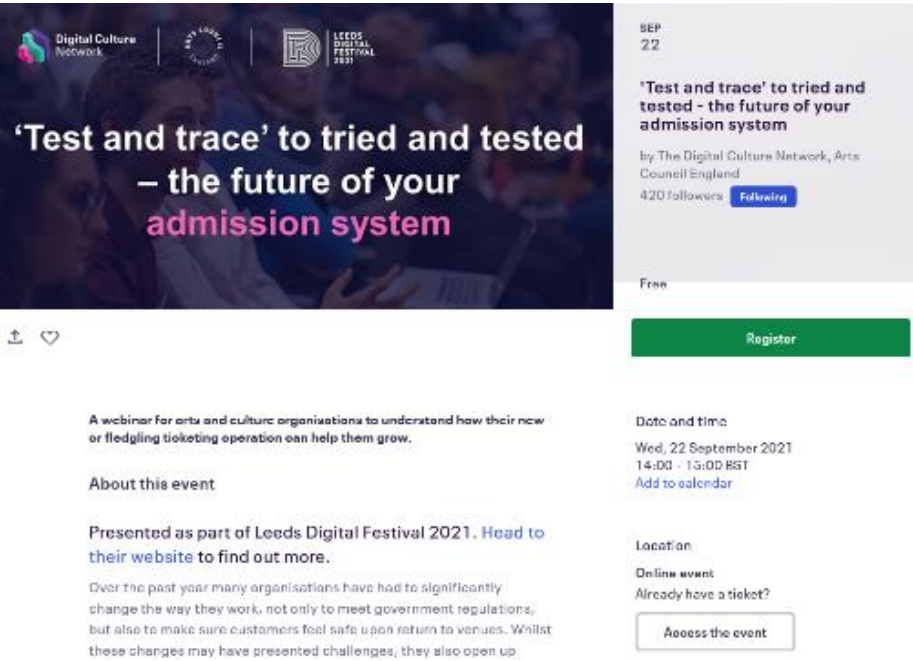 Digital Culture
Network
ARTS COUNCIL
ENGLAND
LEEDS
DIGITAL
FESTIVAL
2021
'Test and trace' to tried and tested
– the future of your
admission system
SEP
22
'Test and trace' to tried and
tested - the future of your
admission system
by The Digital Culture Network, Arts
Council England
420 followers Following
Free
Register
A webinar for arts and culture organisations to understand how their new
or fledgling ticketing operation can help them grow.
About this event
Presented as part of Leeds Digital Festival 2021. Head to
their website to find out more.
Over the past year many organisations have had to significantly
change the way they work, not only to meet government regulations,
but also to make sure customers feel safe upon return to venues. Whilst
these changes may have presented challenges, they also open up
Date and time
Wed, 22 September 2021
14:00 - 15:00 BST
Add to calendar
Location
Online event
Already have a ticket?
Access the event